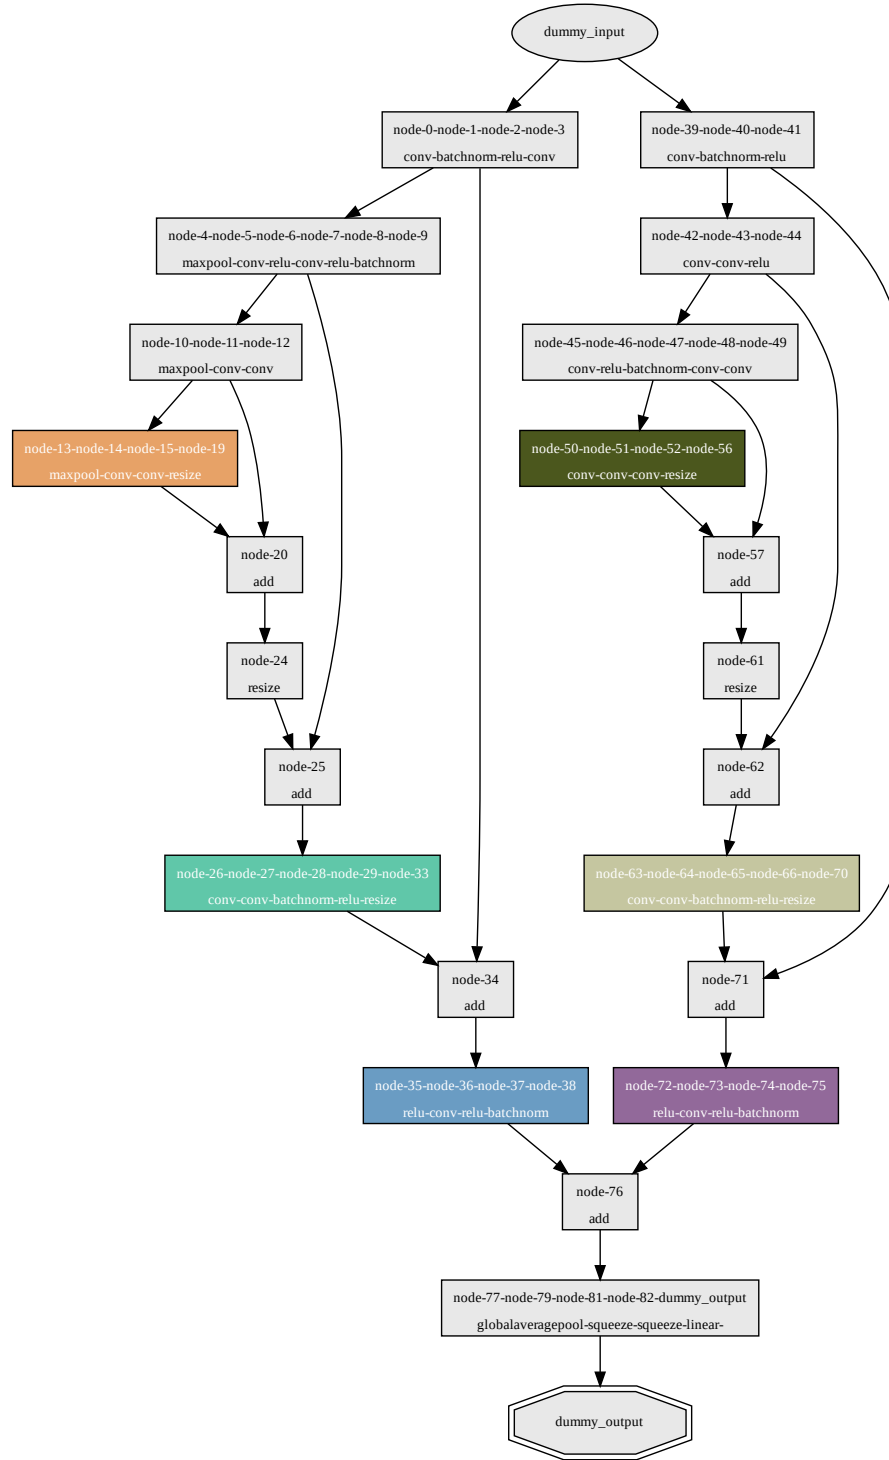 dummy_input
node-0-node-1-node-2-node-3
conv-batchnorm-relu-conv
node-39-node-40-node-41
conv-batchnorm-relu
node-4-node-5-node-6-node-7-node-8-node-9
maxpool-conv-relu-conv-relu-batchnorm
node-42-node-43-node-44
conv-conv-relu
node-10-node-11-node-12
maxpool-conv-conv
node-45-node-46-node-47-node-48-node-49
conv-relu-batchnorm-conv-conv
node-13-node-14-node-15-node-19
maxpool-conv-conv-resize
node-50-node-51-node-52-node-56
conv-conv-conv-resize
node-20
add
node-57
add
node-24
resize
node-61
resize
node-25
add
node-62
add
node-26-node-27-node-28-node-29-node-33
conv-conv-batchnorm-relu-resize
node-63-node-64-node-65-node-66-node-70
conv-conv-batchnorm-relu-resize
node-34
add
node-71
add
node-35-node-36-node-37-node-38
relu-conv-relu-batchnorm
node-72-node-73-node-74-node-75
relu-conv-relu-batchnorm
node-76
add
node-77-node-79-node-81-node-82-dummy_output
globalaveragepool-squeeze-squeeze-linear-
dummy_output